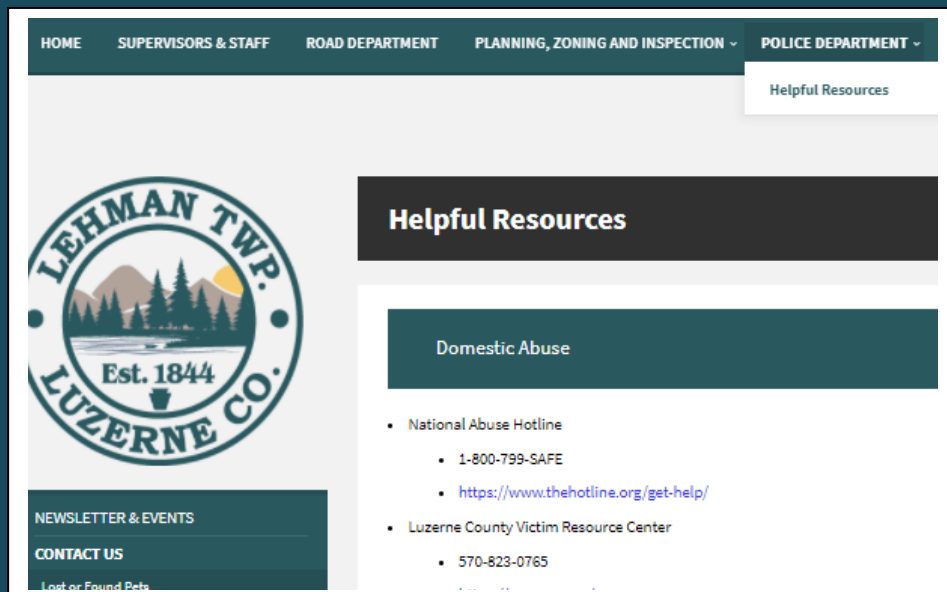 HOME SUPERVISORS & STAFF ROAD DEPARTMENT PLANNING, ZONING AND INSPECTION POLICE DEPARTMENT
Helpful Resources
LEHMAN TWP.
Est. 1844
LUZERNE CO.
Helpful Resources
Domestic Abuse
National Abuse Hotline
1-800-799-SAFE
https://www.thehotline.org/get-help/
Luzerne County Victim Resource Center
570-823-0765
NEWSLETTER & EVENTS
CONTACT US
Lost or Found Pets